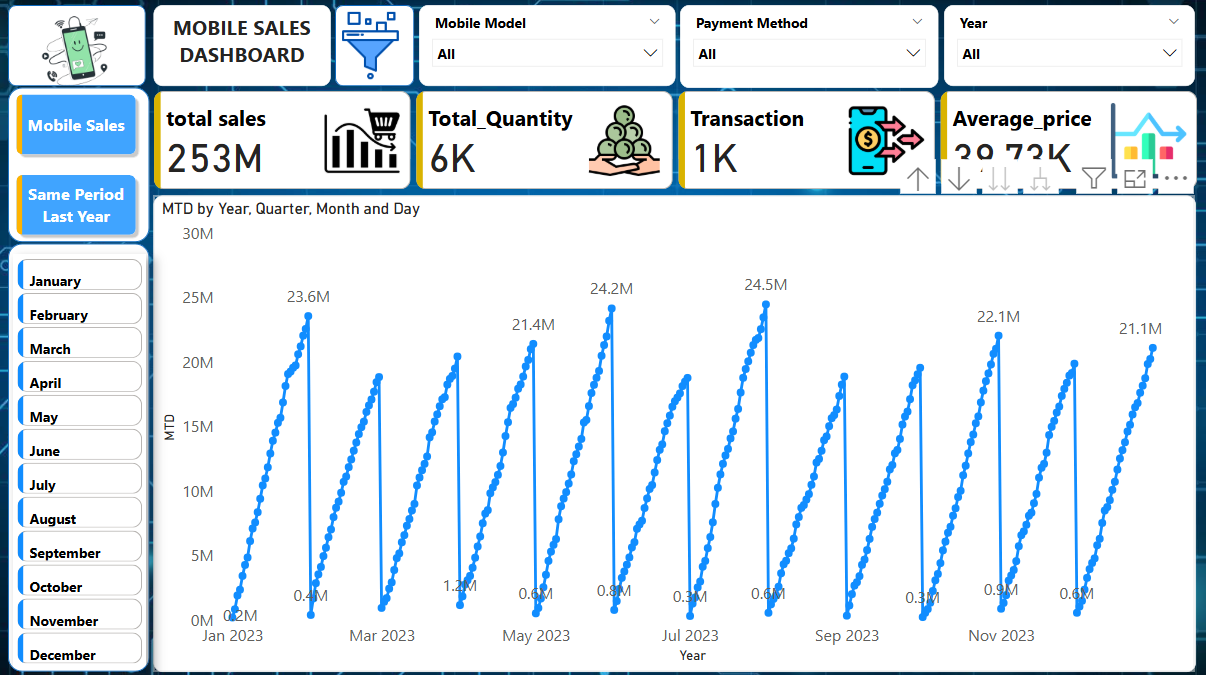 MOBILE SALES
DASHBOARD
Mobile Model
All
Payment Method
All
Year
All
Mobile Sales
Same Period
Last Year
total sales
253M
Total_Quantity
6K
Transaction
1K
Average_price
39.73K
MTD by Year, Quarter, Month and Day
January
February
March
April
May
June
July
August
September
October
November
December
MTD
30M
25M
20M
15M
10M
5M
0M
23.6M
21.4M
24.2M
24.5M
22.1M
21.1M
0.2M
0.4M
1.2M
0.6M
0.8M
0.3M
0.6M
0.3M
0.9M
0.6M
Jan 2023
Mar 2023
May 2023
Jul 2023
Sep 2023
Nov 2023
Year